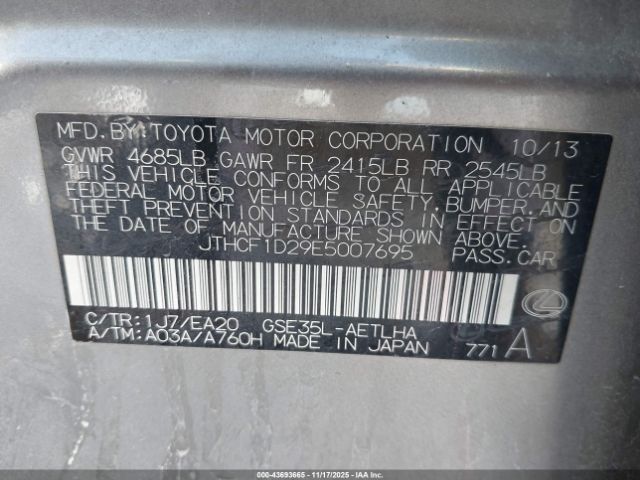 MFD. BY: TOYOTA MOTOR CORPORATION 10/13
GVWR 4685LB GAWR FR 2415LB RR 2545LB
THIS VEHICLE CONFORMS TO ALL APPLICABLE
FEDERAL MOTOR VEHICLE SAFETY, BUMPER, AND
THEFT PREVENTION STANDARDS IN EFFECT ON
THE DATE OF MANUFACTURE SHOWN ABOVE.
JTHCF1D29E5007695 PASS. CAR
C/TR: 1J7/EA20 GSE35L-AETLHA
A/TM: A03A/A760H MADE IN JAPAN 771 A
000-43693665 - 11/17/2025 - IAAI.COM